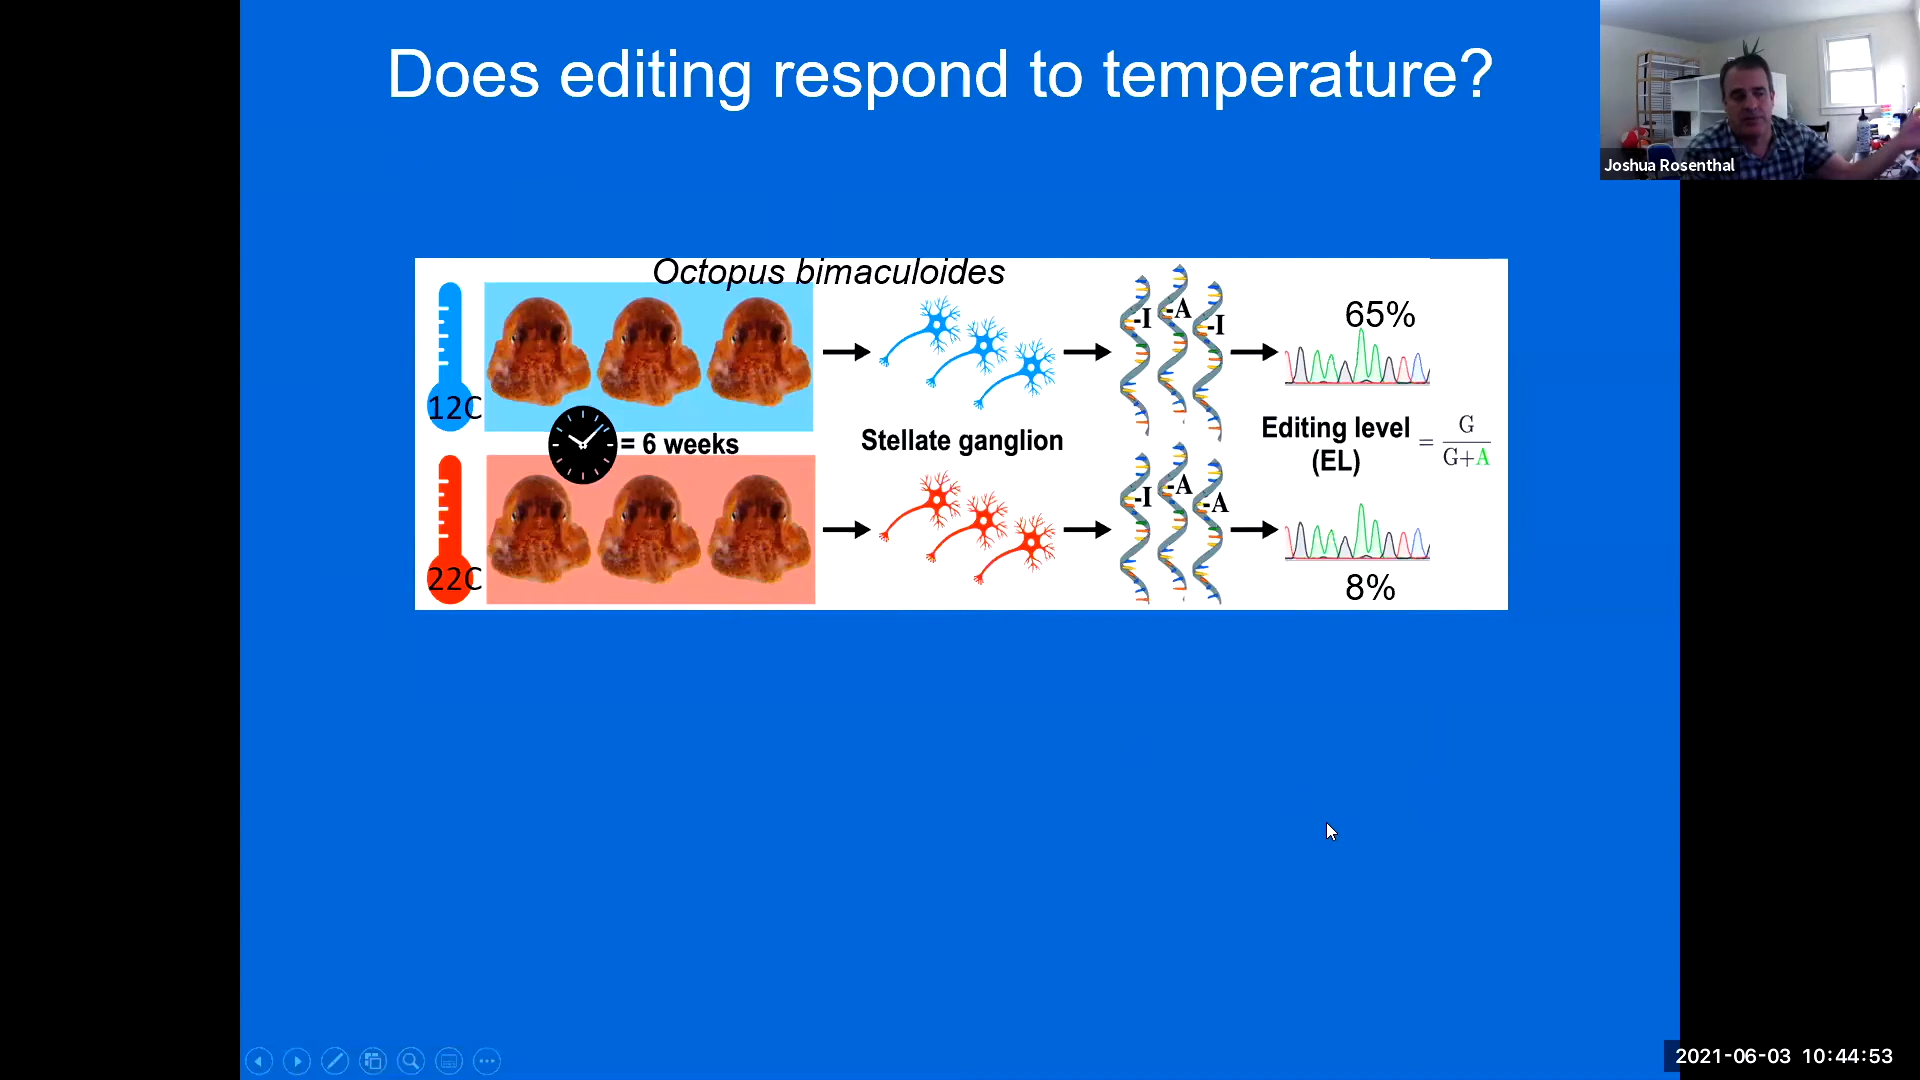 Does editing respond to temperature?
Joshua Rosenthal
Octopus bimaculoides
12C
-I
-A
-I
65%
= 6 weeks
Stellate ganglion
Editing level
(EL)
= G
G+A
22C
-I
-A
-A
8%
2021-06-03 10:44:53